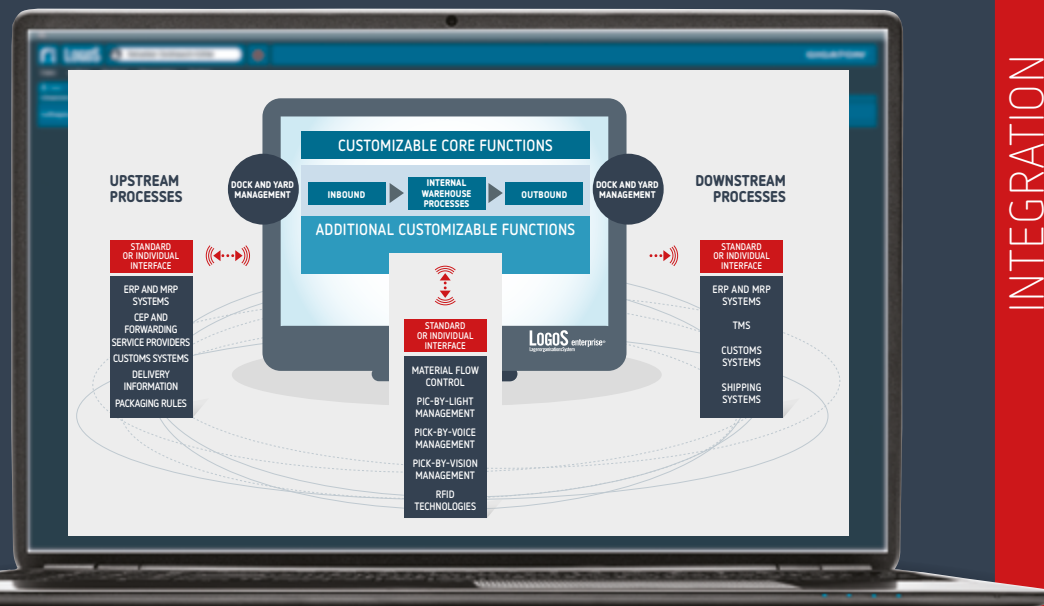 LogoS
GIGATON
INTEGRATION
CUSTOMIZABLE CORE FUNCTIONS
UPSTREAM
PROCESSES
DOCK AND YARD
MANAGEMENT
INBOUND
INTERNAL
WAREHOUSE
PROCESSES
OUTBOUND
DOCK AND YARD
MANAGEMENT
DOWNSTREAM
PROCESSES
ADDITIONAL CUSTOMIZABLE FUNCTIONS
STANDARD
OR INDIVIDUAL
INTERFACE
ERP AND MRP
SYSTEMS
CEP AND
FORWARDING
SERVICE PROVIDERS
CUSTOMS SYSTEMS
DELIVERY
INFORMATION
PACKAGING RULES
STANDARD
OR INDIVIDUAL
INTERFACE
MATERIAL FLOW
CONTROL
PIC-BY-LIGHT
MANAGEMENT
PICK-BY-VOICE
MANAGEMENT
PICK-BY-VISION
MANAGEMENT
RFID
TECHNOLOGIES
LOGOS enterprise®
LagerorganisationsSystem
STANDARD
OR INDIVIDUAL
INTERFACE
ERP AND MRP
SYSTEMS
TMS
CUSTOMS
SYSTEMS
SHIPPING
SYSTEMS